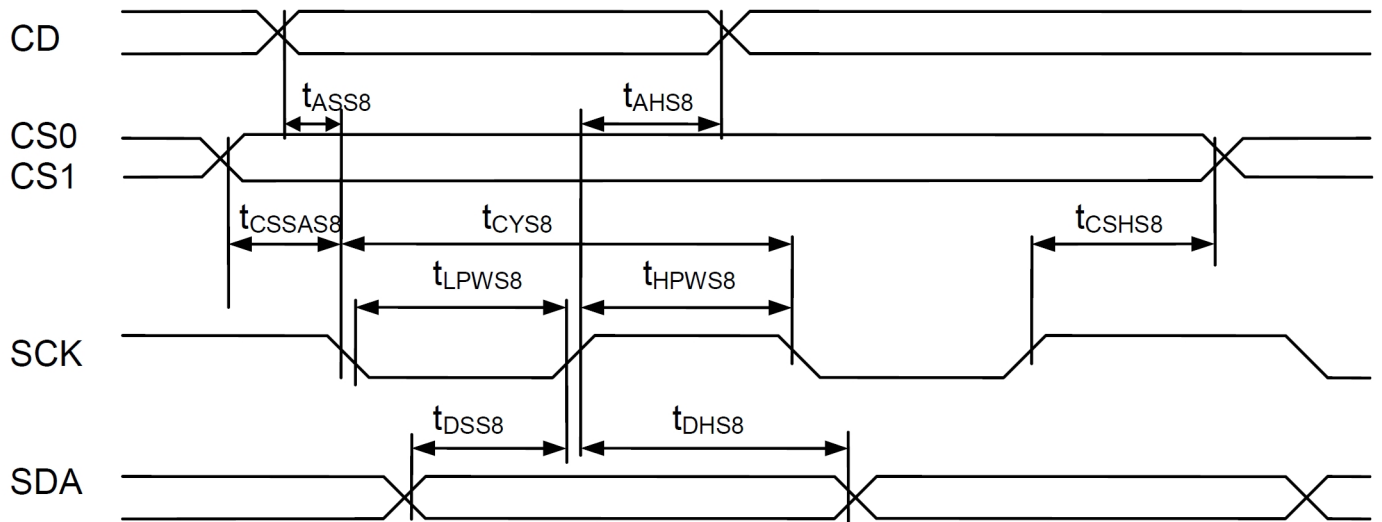 CD
tASS8
tAHS8
CS0
CS1
tCSSAS8
tCYS8
tCSHS8
tLPWS8
tHPWS8
SCK
tDSS8
tDHS8
SDA